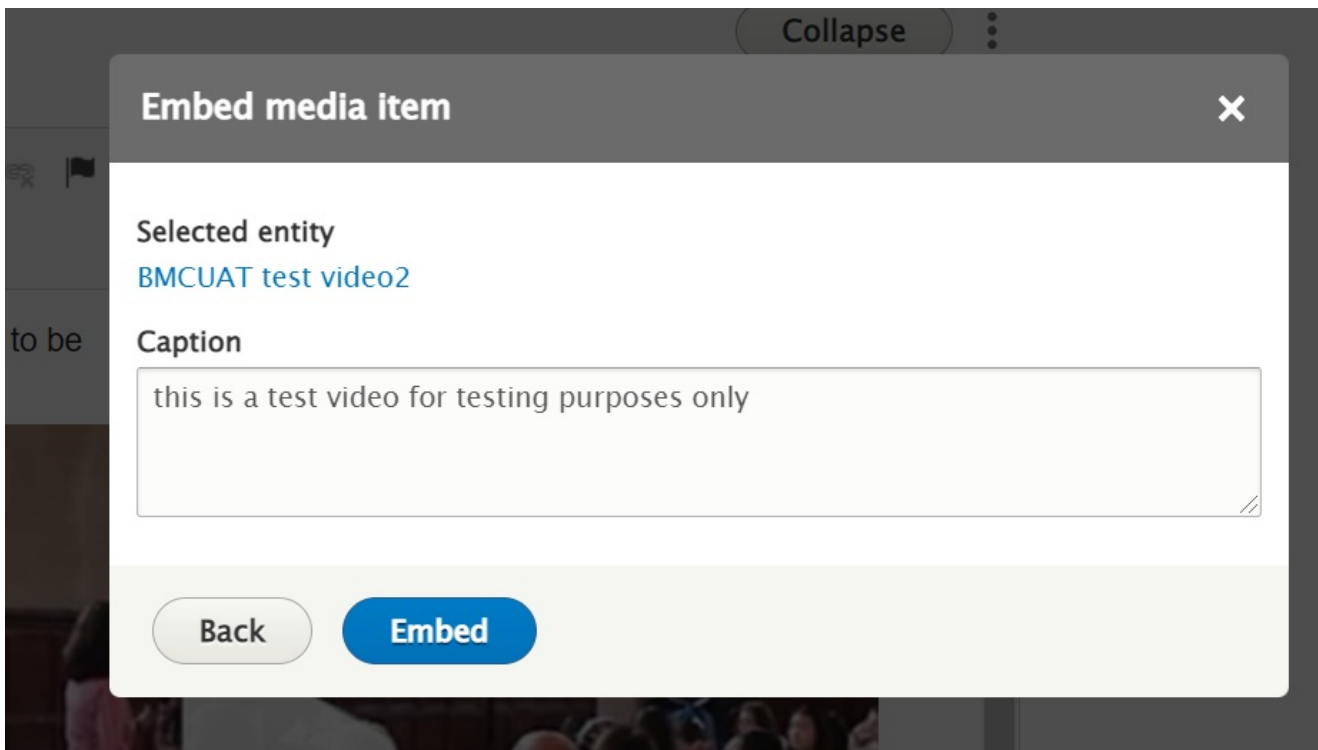 Collapse
Embed media item
Selected entity
BMCUAT test video2
to be
Caption
this is a test video for testing purposes only
Back
Embed